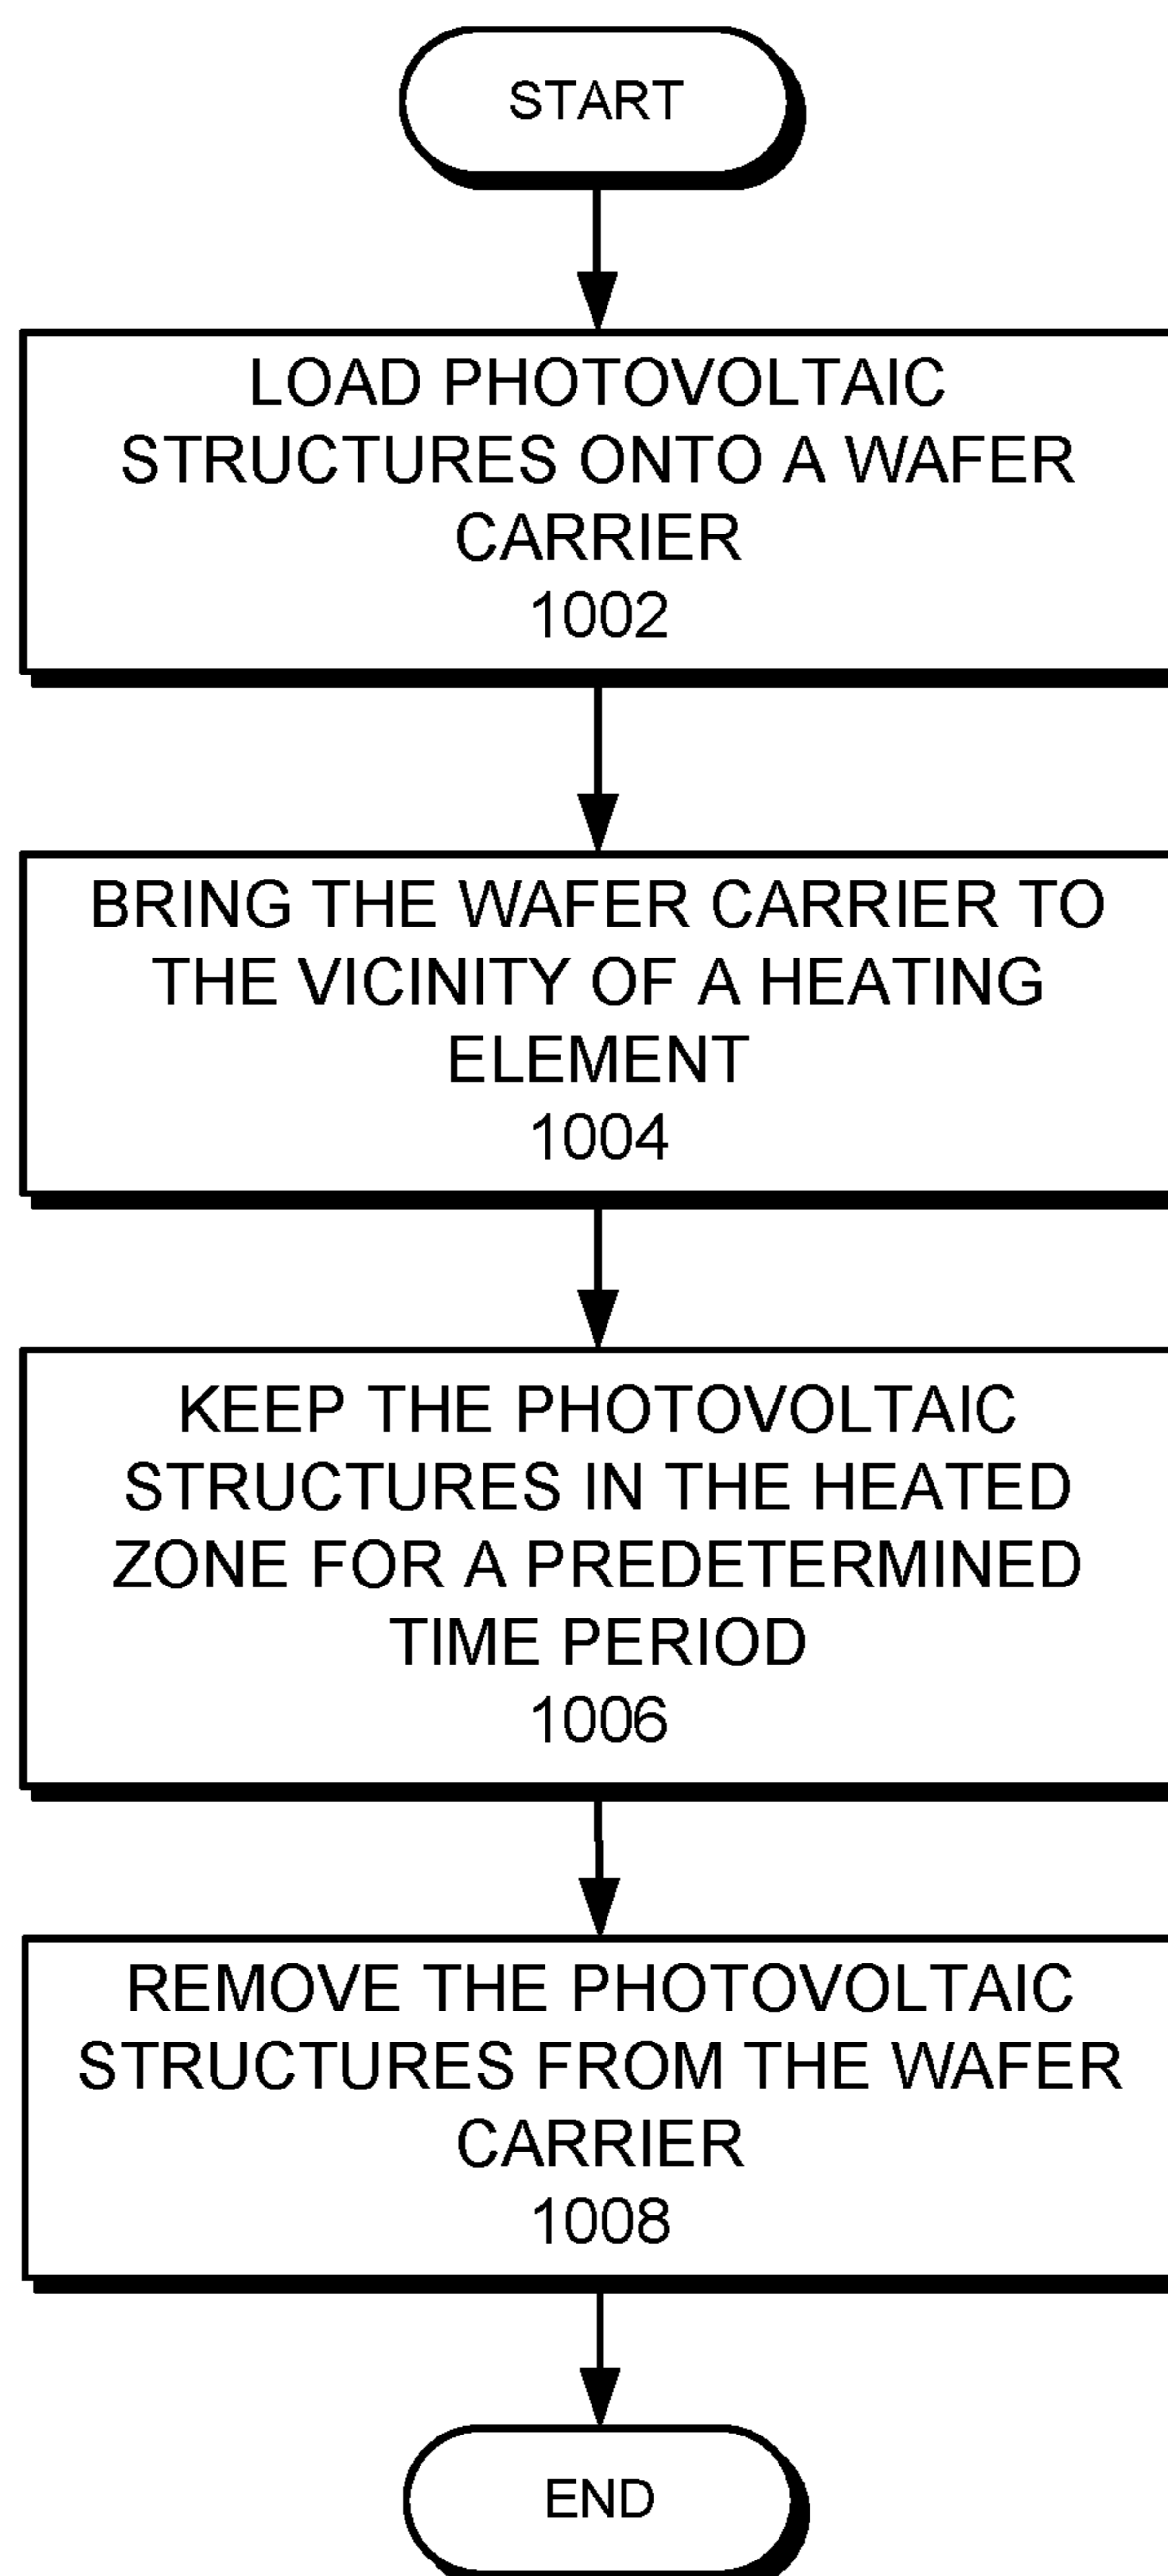 START
LOAD PHOTOVOLTAIC
STRUCTURES ONTO A WAFER
CARRIER
1002
BRING THE WAFER CARRIER TO
THE VICINITY OF A HEATING
ELEMENT
1004
KEEP THE PHOTOVOLTAIC
STRUCTURES IN THE HEATED
ZONE FOR A PREDETERMINED
TIME PERIOD
1006
REMOVE THE PHOTOVOLTAIC
STRUCTURES FROM THE WAFER
CARRIER
1008
END